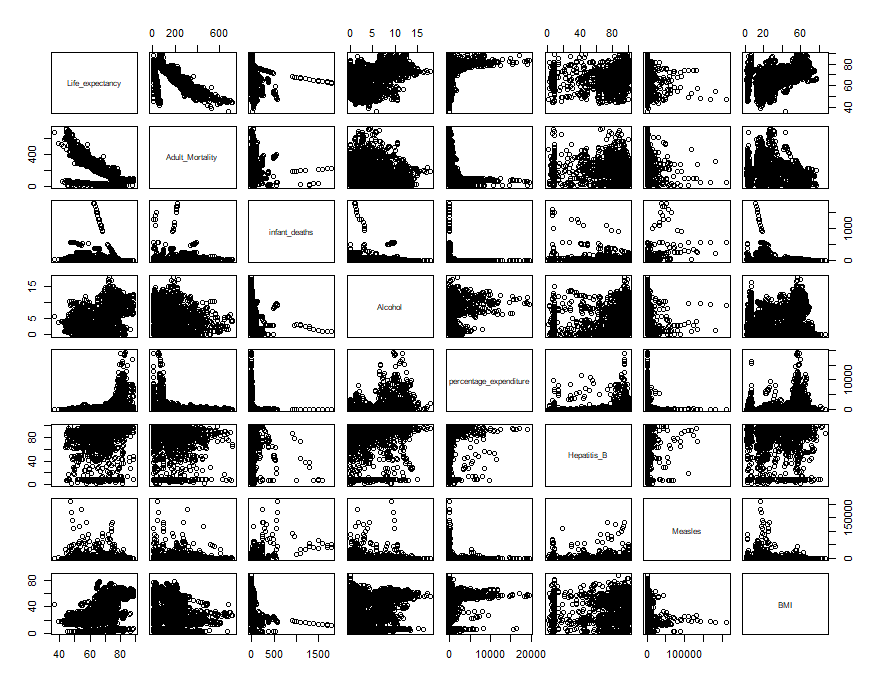 0 200 600
0 5 10 15
0 40 80
0 20 60
Life_expectancy
40 60 80
Adult_Mortality
0 400
infant_deaths
0 1000
Alcohol
0 5 15
percentage_expenditure
0 10000
Hepatitis_B
0 40 80
Measles
0 150000
BMI
0 40 80
40 60 80
0 500 1500
0 10000 20000
0 100000